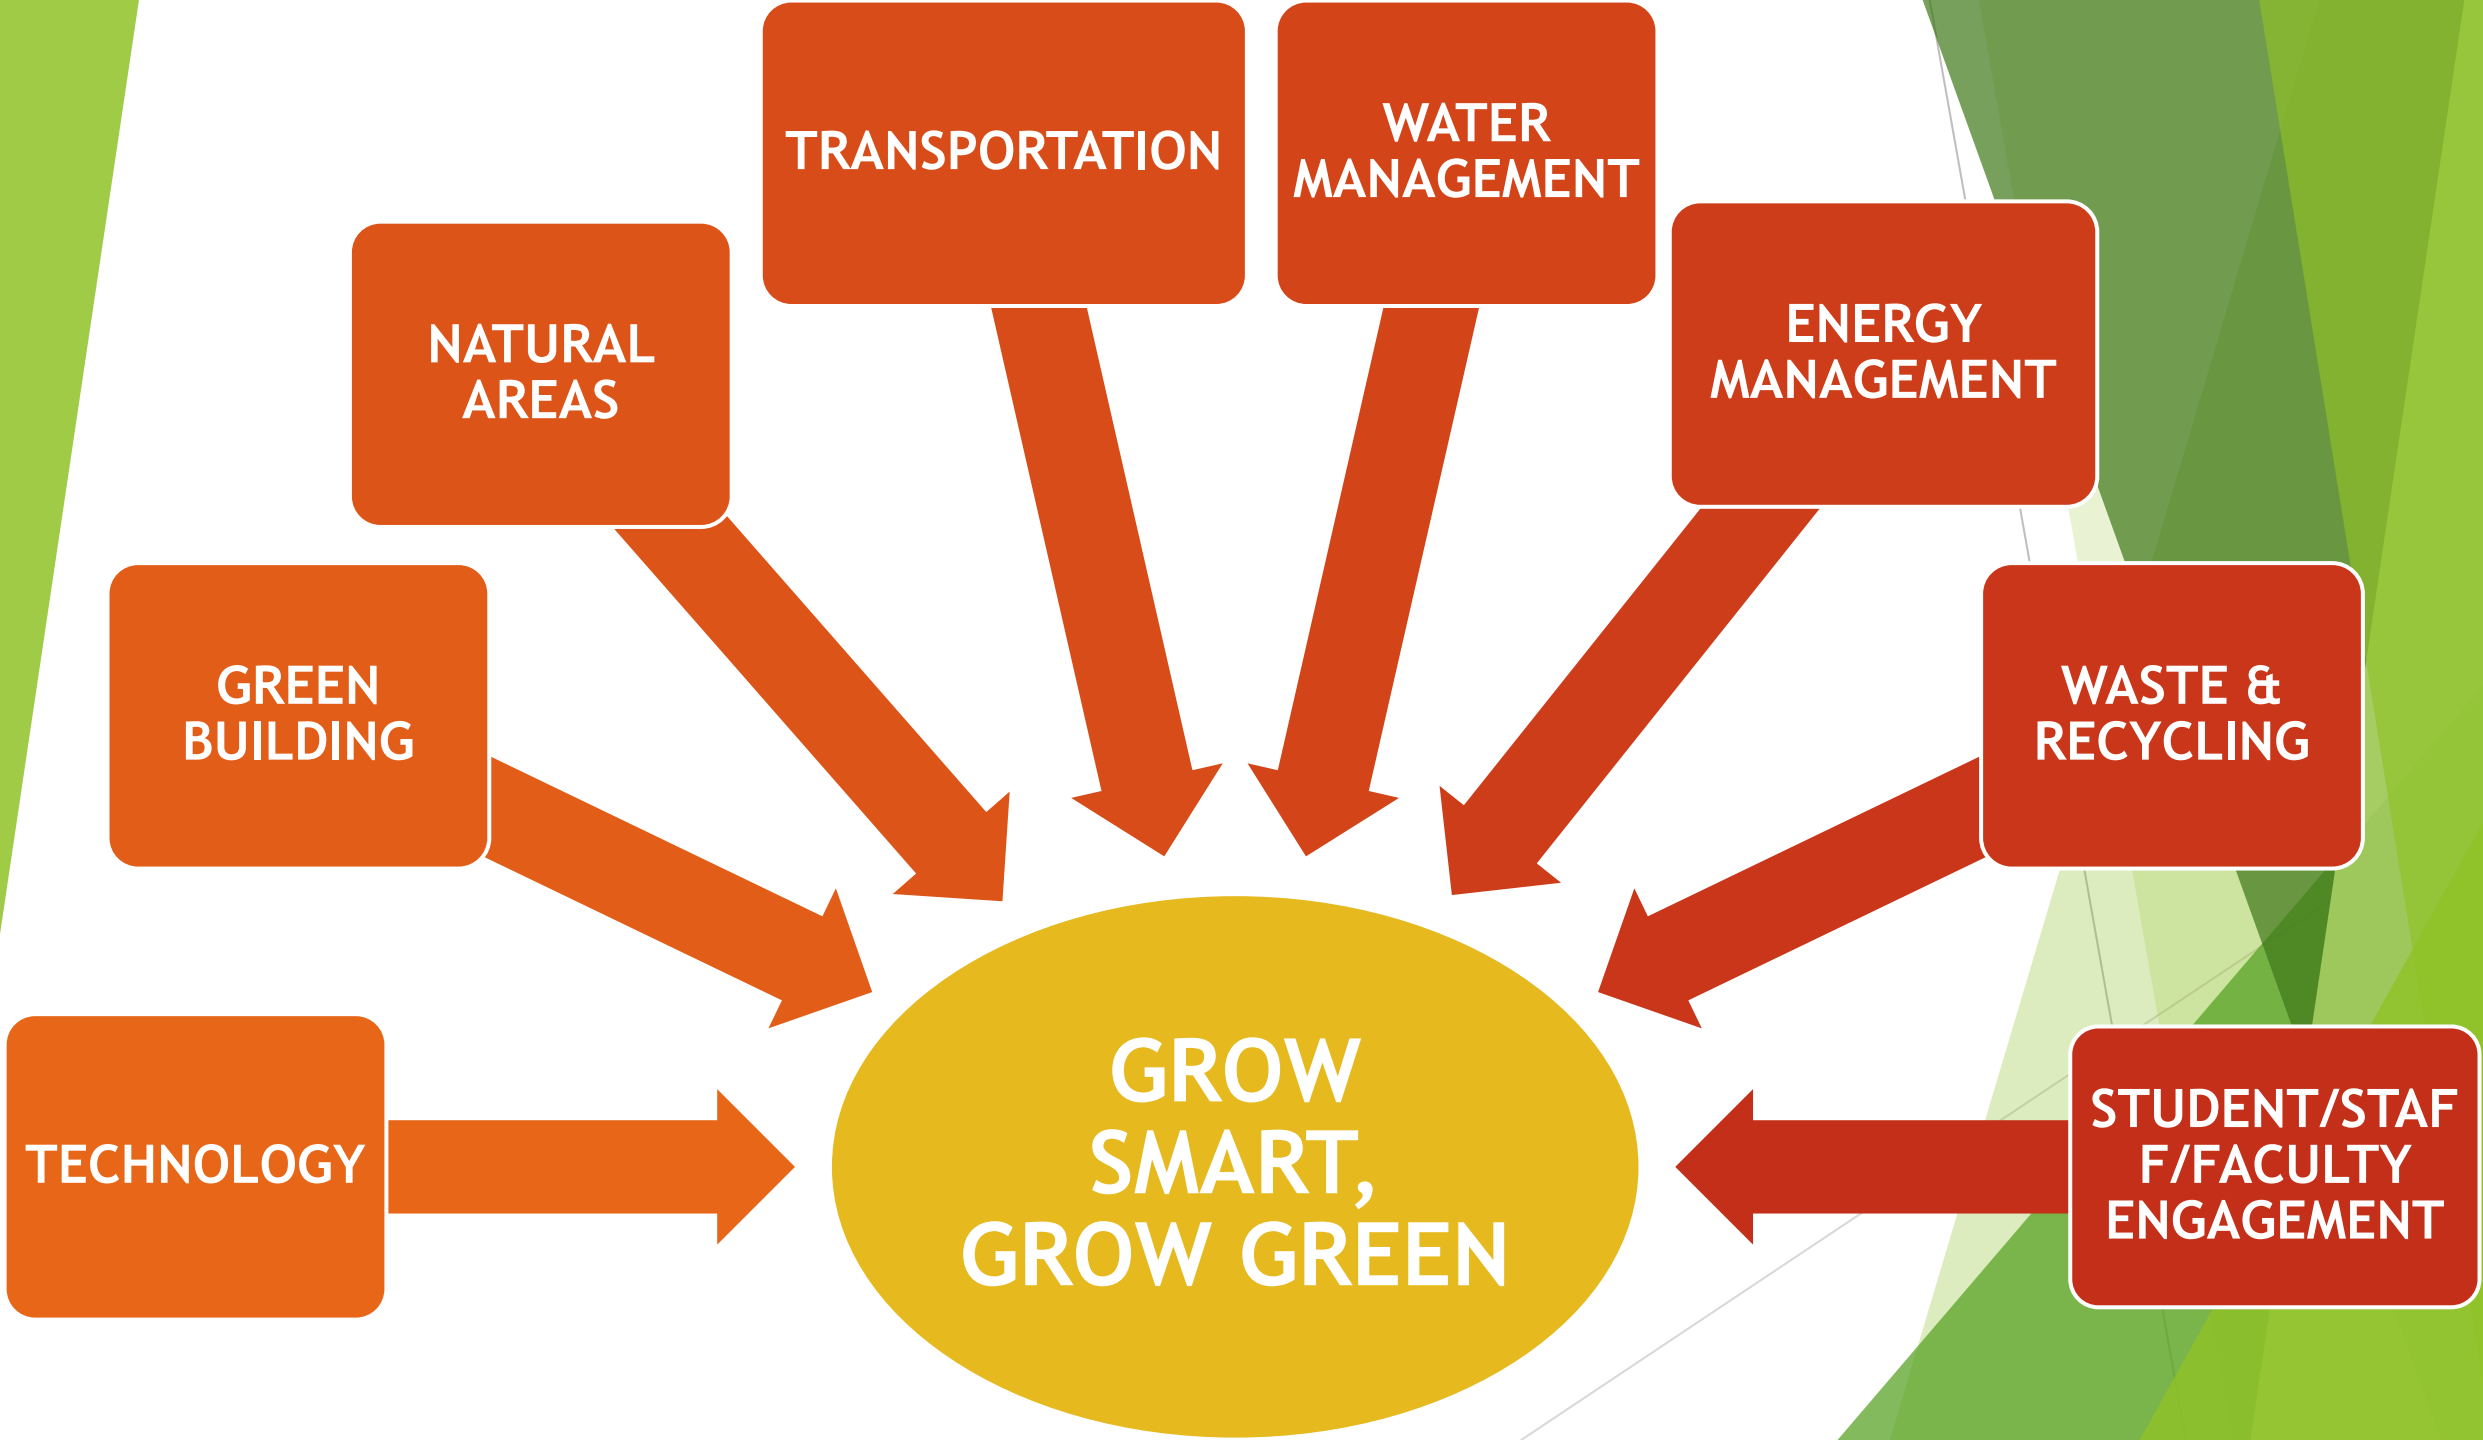 TRANSPORTATION
WATER
MANAGEMENT
NATURAL
AREAS
ENERGY
MANAGEMENT
GREEN
BUILDING
WASTE &
RECYCLING
TECHNOLOGY
GROW
SMART,
GROW GREEN
STUDENT/STAF
F/FACULTY
ENGAGEMENT